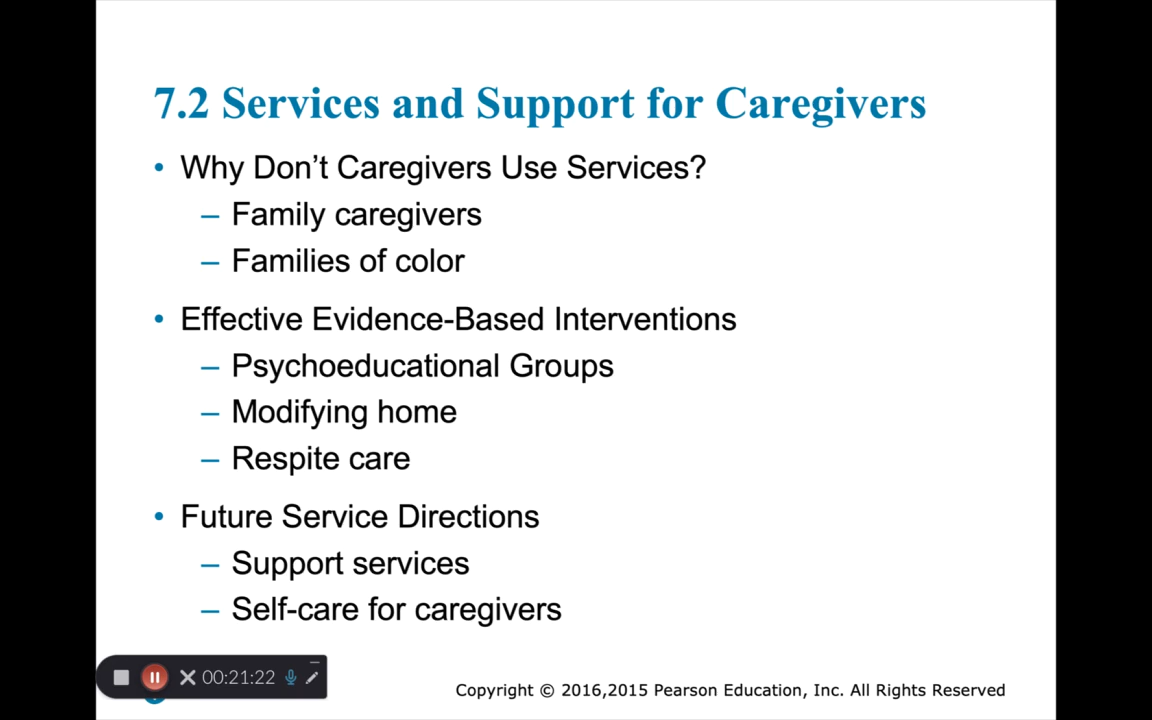 7.2 Services and Support for Caregivers
• Why Don’t Caregivers Use Services?
– Family caregivers
– Families of color
• Effective Evidence-Based Interventions
– Psychoeducational Groups
– Modifying home
– Respite care
• Future Service Directions
– Support services
– Self-care for caregivers
00:21:22
Copyright © 2016,2015 Pearson Education, Inc. All Rights Reserved